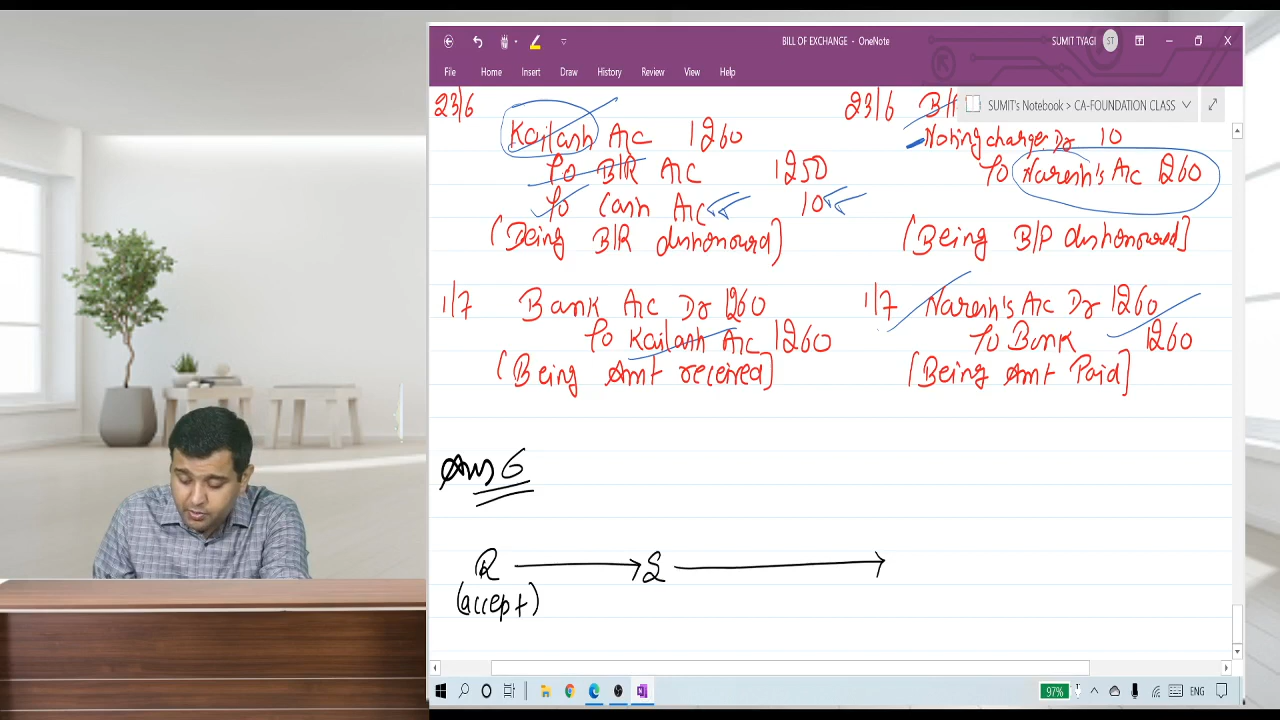 BILL OF EXCHANGE - OneNote
SUMIT TYAGI ST
File Home Insert Draw History Review View Help
SUMIT's Notebook > CA-FOUNDATION CLASS
23/6
Kailash A/c 1260
To B/R A/C 1250
To Cash A/C 10
(Being B/R dishonoured)
23/6
Noting charges Dr 10
To Naresh's A/C 1260
(Being B/P dishonoured]
1/7 Bank A/C Dr 1260
To Kailash A/C 1260
(Being Amt received)
1/7 Naresh's A/C Dr 1260
To Bank 1260
(Being Amt Paid]
Ans 6
R S
(accept)
97% ENG